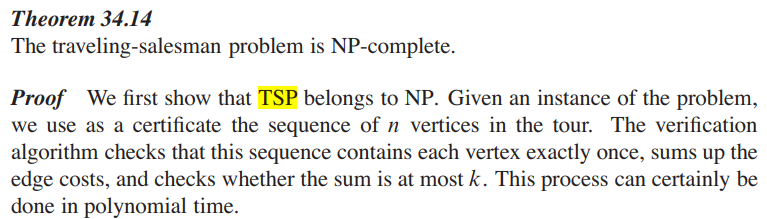 Theorem 34.14
The traveling-salesman problem is NP-complete.
Proof We first show that TSP belongs to NP. Given an instance of the problem,
we use as a certificate the sequence of n vertices in the tour. The verification
algorithm checks that this sequence contains each vertex exactly once, sums up the
edge costs, and checks whether the sum is at most k. This process can certainly be
done in polynomial time.